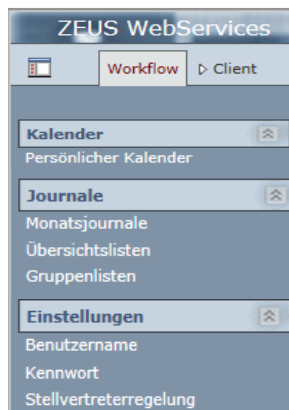 ZEUS WebServices
Workflow ▷ Client
Kalender
Persönlicher Kalender
Journale
Monatsjournale
Übersichtslisten
Gruppenlisten
Einstellungen
Benutzername
Kennwort
Stellvertreterregelung